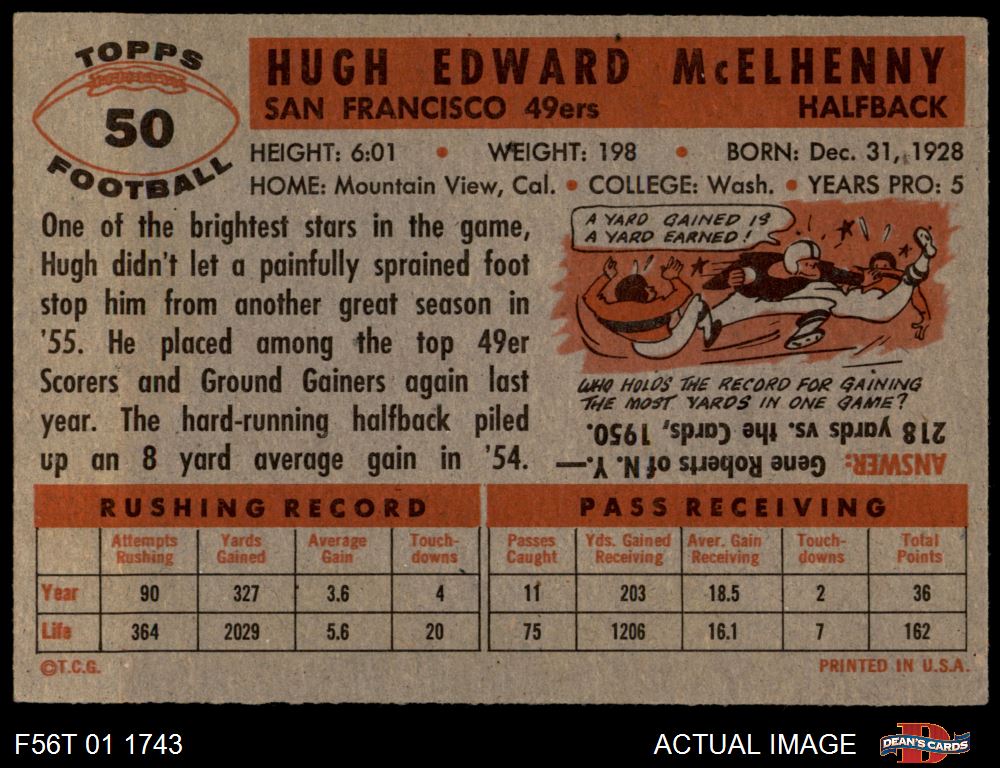 TOPPS
50
FOOTBALL
HUGH EDWARD McELHENNY
SAN FRANCISCO 49ers HALFBACK
HEIGHT: 6:01 • WEIGHT: 198 • BORN: Dec. 31, 1928
HOME: Mountain View, Cal. • COLLEGE: Wash. • YEARS PRO: 5
One of the brightest stars in the game,
Hugh didn't let a painfully sprained foot
stop him from another great season in
'55. He placed among the top 49er
Scorers and Ground Gainers again last
year. The hard-running halfback piled
up an 8 yard average gain in '54.
A YARD GAINED IS
A YARD EARNED!
WHO HOLDS THE RECORD FOR GAINING
THE MOST YARDS IN ONE GAME?
ANSWER: Gene Roberts of N. Y.—
218 yards vs. the Cards, 1950.
RUSHING RECORD
Attempts Rushing Yards Gained Average Gain Touch-downs
Year 90 327 3.6 4
Life 364 2029 5.6 20
PASS RECEIVING
Passes Caught Yds. Gained Receiving Aver. Gain Receiving Touch-downs Total Points
11 203 18.5 2 36
75 1206 16.1 7 162
©T.C.G. PRINTED IN U.S.A.
F56T 01 1743 ACTUAL IMAGE DEAN'S CARDS